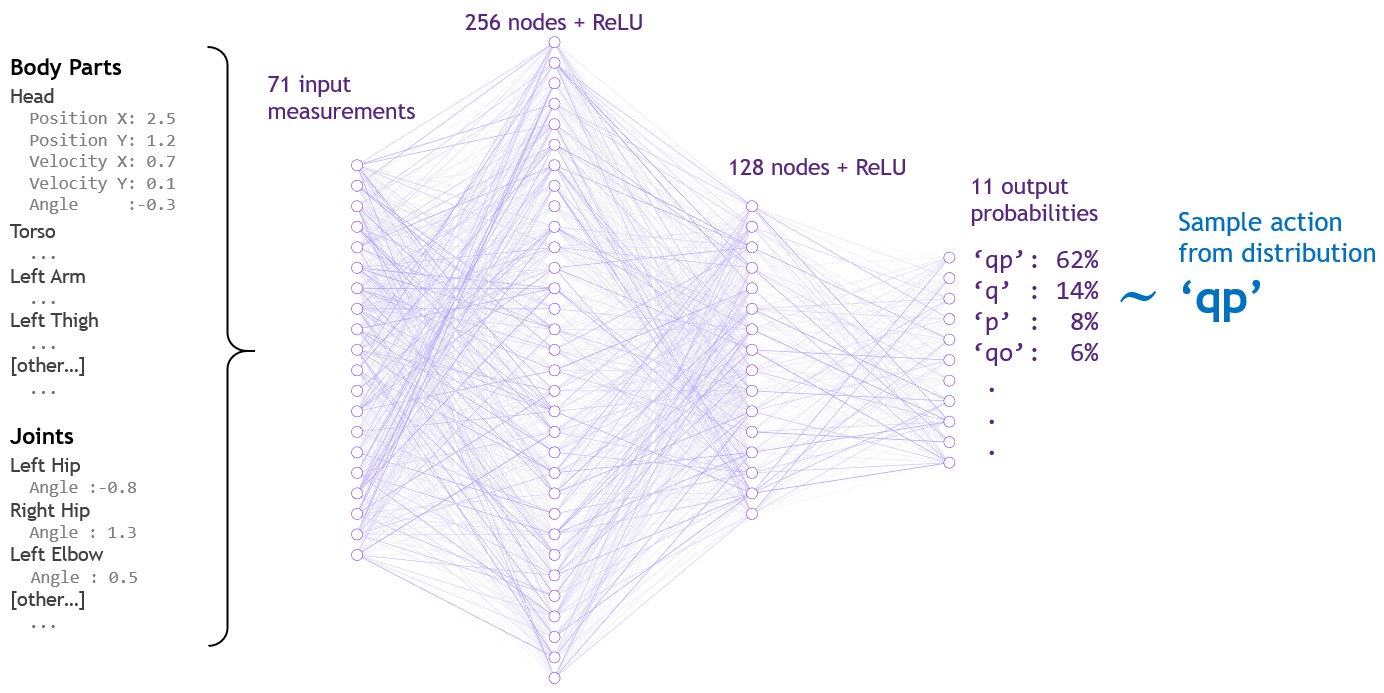 Body Parts
Head
Position X: 2.5
Position Y: 1.2
Velocity X: 0.7
Velocity Y: 0.1
Angle :-0.3
Torso
...
Left Arm
...
Left Thigh
...
[other...]
...
Joints
Left Hip
Angle :-0.8
Right Hip
Angle : 1.3
Left Elbow
Angle : 0.5
[other...]
...
71 input
measurements
256 nodes + ReLU
128 nodes + ReLU
11 output
probabilities
‘qp’: 62%
‘q’ : 14%
‘p’ : 8%
‘qo’: 6%
.
.
.
~
Sample action
from distribution
‘qp’